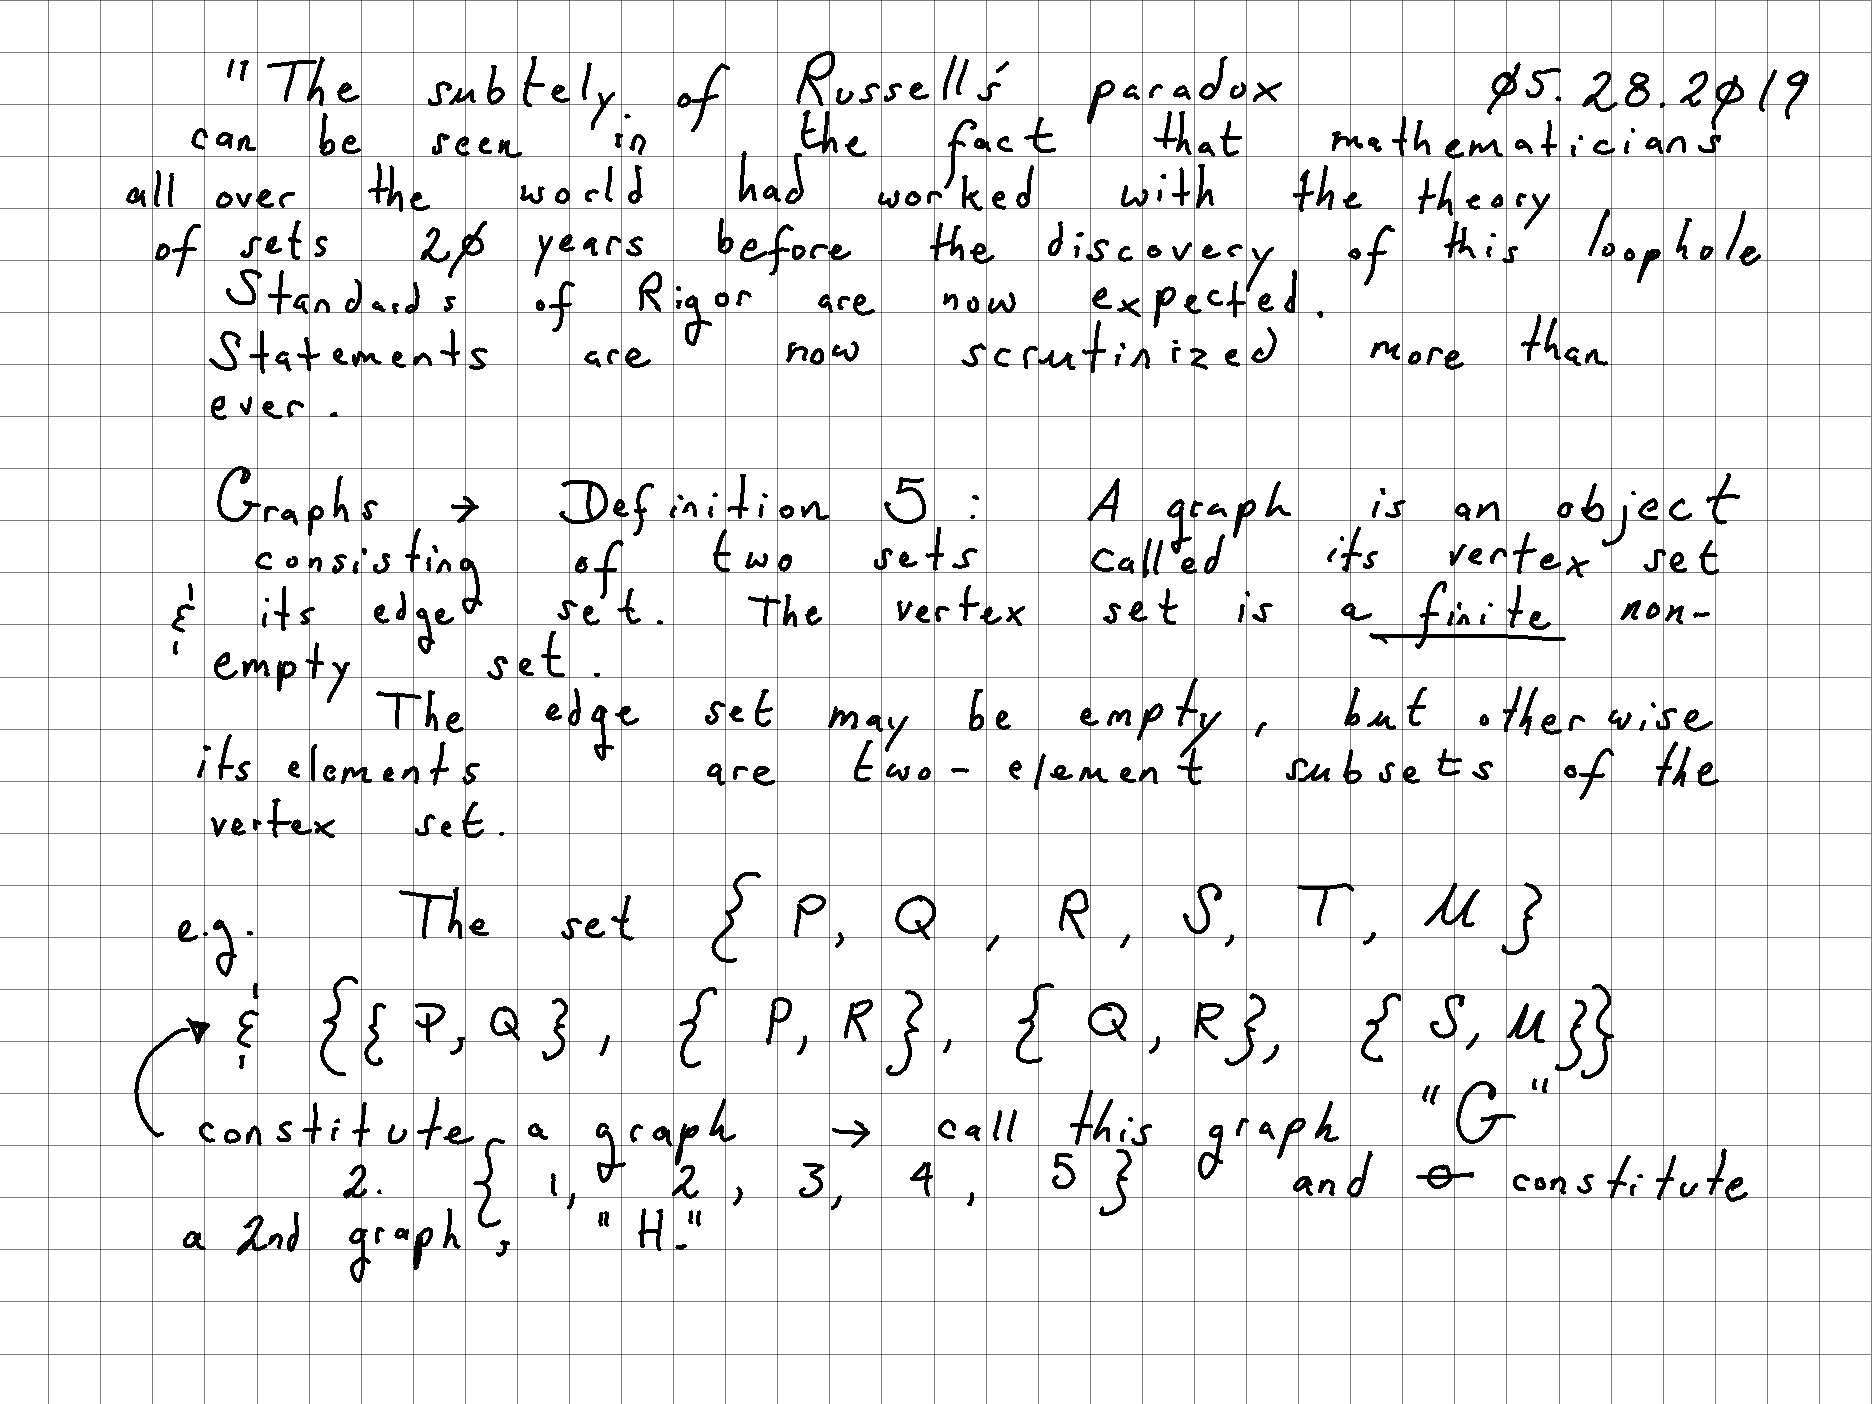 "The subtely of Russell's paradox ø5.28.2ø19
can be seen in the fact that mathematicians
all over the world had worked with the theory
of sets 2ø years before the discovery of this loophole
Standards of Rigor are now expected.
Statements are now scrutinized more than
ever.
Graphs → Definition 5: A graph is an object
consisting of two sets called its vertex set
& its edge set. The vertex set is a finite non-
empty set.
The edge set may be empty, but otherwise
its elements are two-element subsets of the
vertex set.
e.g. The set { P, Q, R, S, T, U }
& {{P,Q}, {P,R}, {Q,R}, {S,U}}
constitute a graph → call this graph "G"
2. { 1, 2, 3, 4, 5 } and ∅ constitute
a 2nd graph, "H."